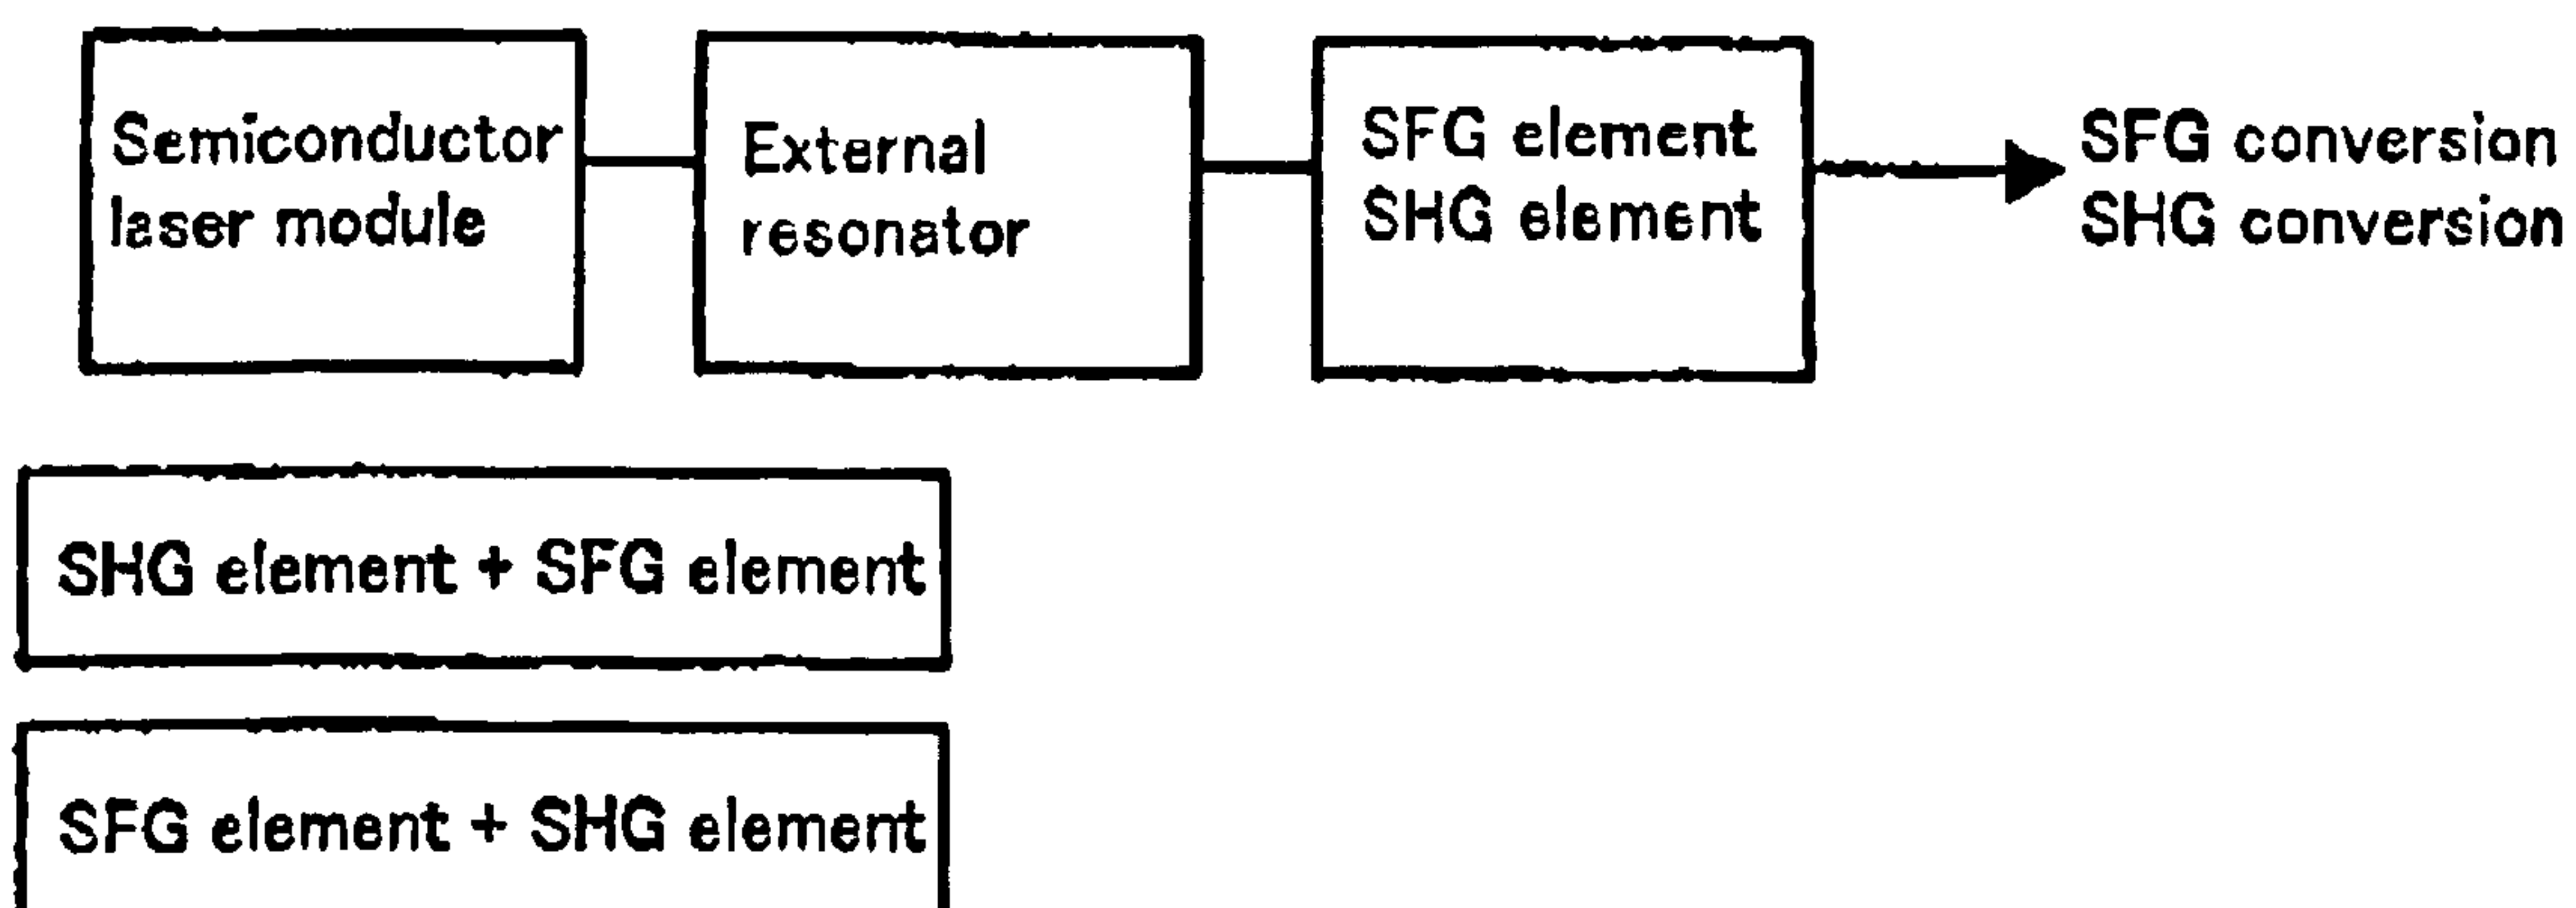 Semiconductor
laser module
External
resonator
SFG element
SHG element
SFG conversion
SHG conversion
SHG element + SFG element
SFG element + SHG element